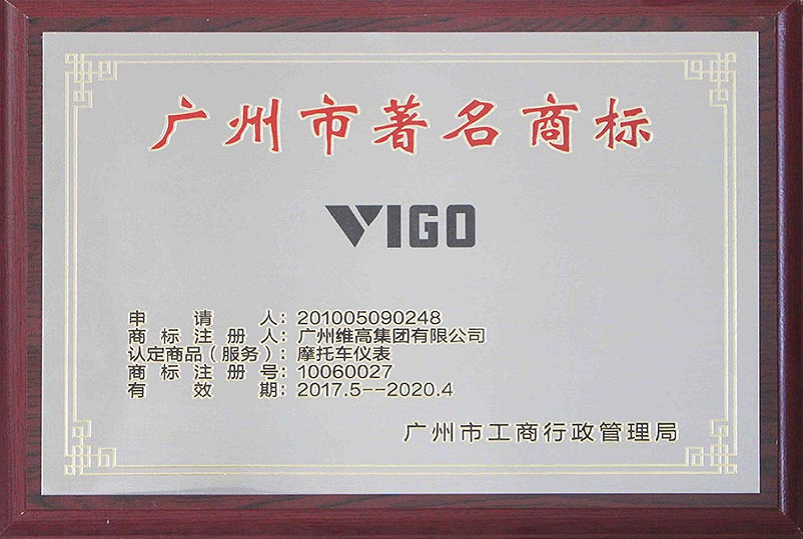 广州市著名商标
VIGO
申请人：201005090248
商标注册人：广州维高集团有限公司
认定商品（服务）：摩托车仪表
商标注册号：10060027
有效期：2017.5--2020.4
广州市工商行政管理局